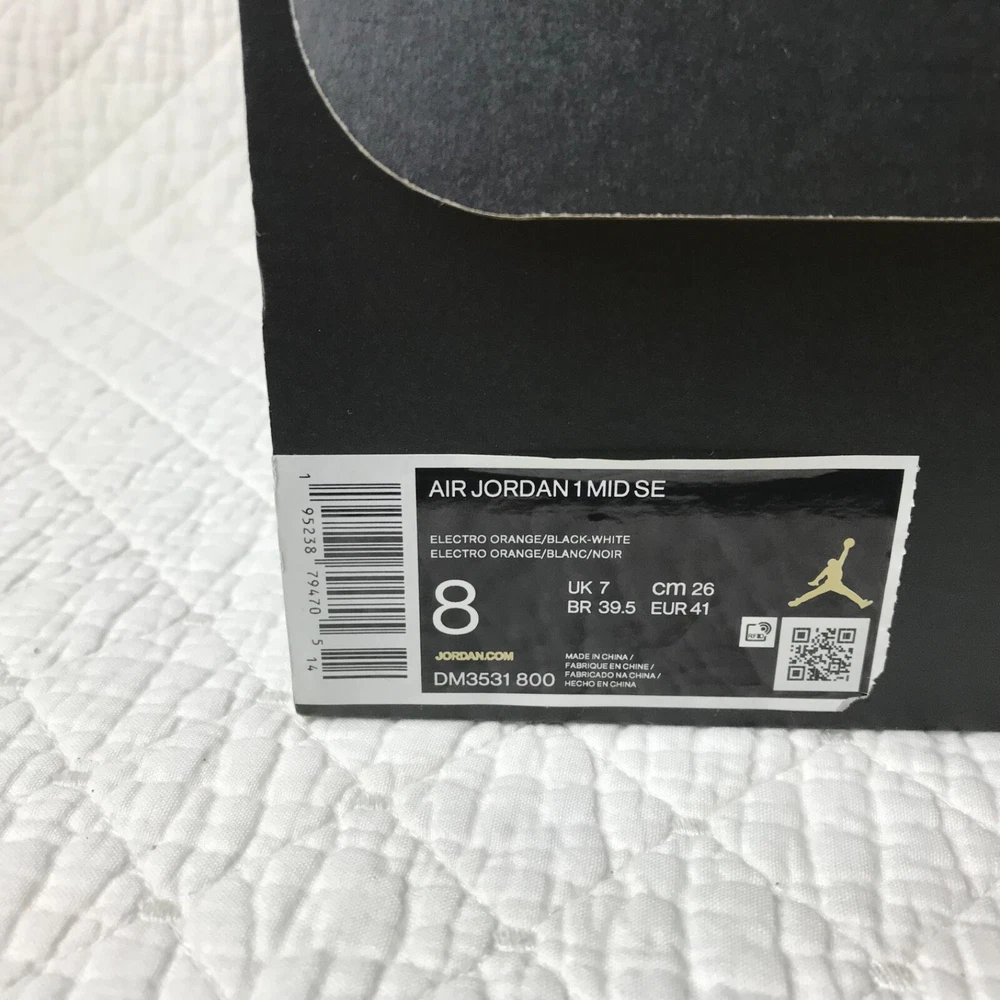 AIR JORDAN 1 MID SE
ELECTRO ORANGE/BLACK-WHITE
ELECTRO ORANGE/BLANC/NOIR
8
UK 7 cm 26
BR 39.5 EUR 41
JORDAN.COM
DM3531 800
MADE IN CHINA /
FABRIQUE EN CHINE /
FABRICADO NA CHINA /
HECHO EN CHINA
RFID
1 95238 79470 5 14